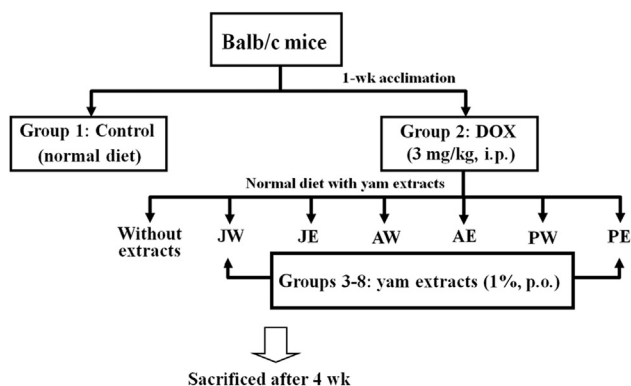 Balb/c mice
1-wk acclimation
Group 1: Control
(normal diet)
Group 2: DOX
(3 mg/kg, i.p.)
Normal diet with yam extracts
Without
extracts
JW
JE
AW
AE
PW
PE
Groups 3-8: yam extracts (1%, p.o.)
Sacrificed after 4 wk